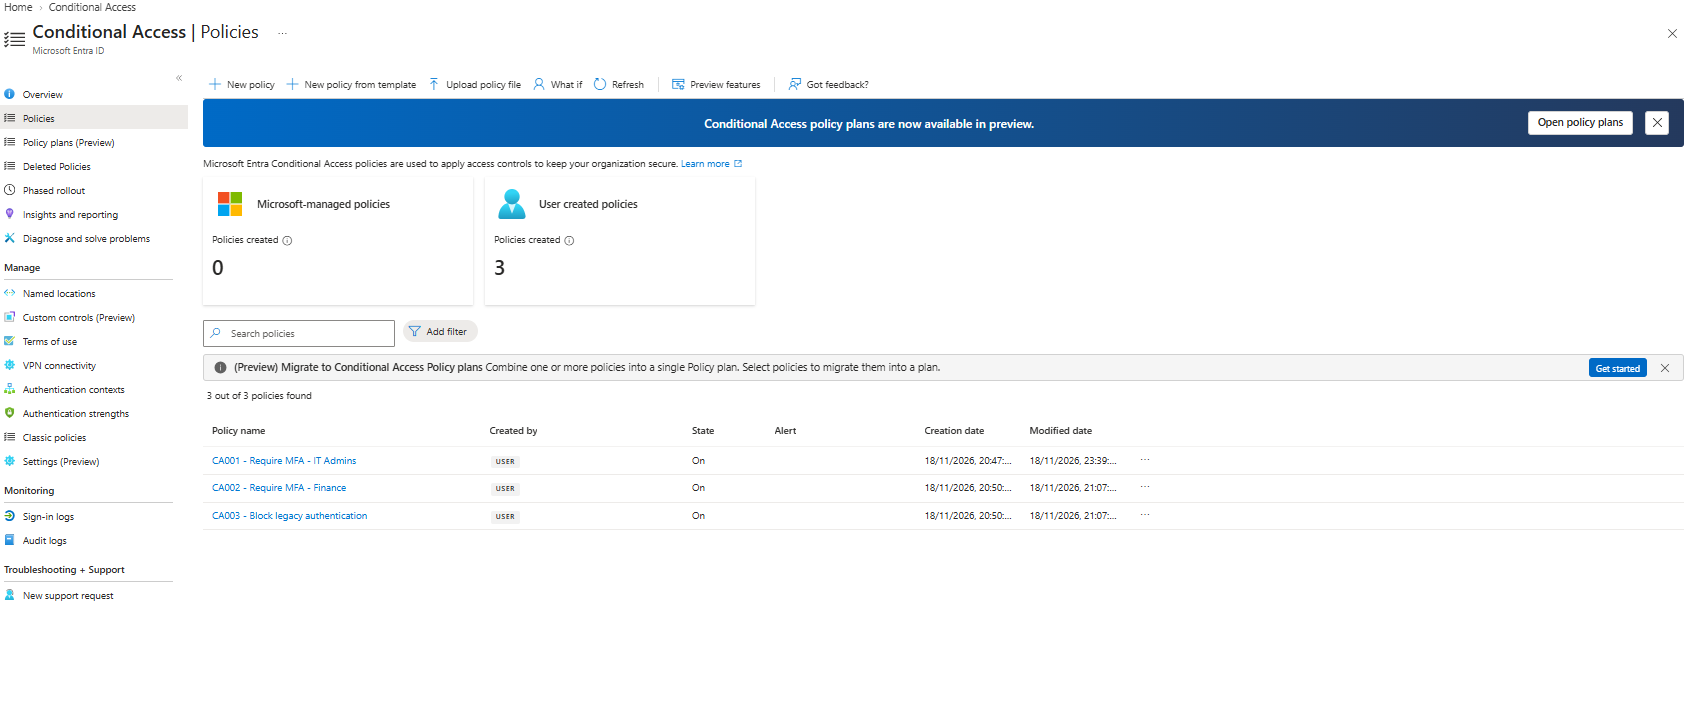 Home › Conditional Access
Conditional Access | Policies ...
Microsoft Entra ID
«
Overview
Policies
Policy plans (Preview)
Deleted Policies
Phased rollout
Insights and reporting
Diagnose and solve problems
Manage
Named locations
Custom controls (Preview)
Terms of use
VPN connectivity
Authentication contexts
Authentication strengths
Classic policies
Settings (Preview)
Monitoring
Sign-in logs
Audit logs
Troubleshooting + Support
New support request
New policy New policy from template Upload policy file What if Refresh Preview features Got feedback?
Conditional Access policy plans are now available in preview. Open policy plans
Microsoft Entra Conditional Access policies are used to apply access controls to keep your organization secure. Learn more
Microsoft-managed policies
Policies created
0
User created policies
Policies created
3
Search policies Add filter
(Preview) Migrate to Conditional Access Policy plans Combine one or more policies into a single Policy plan. Select policies to migrate them into a plan. Get started
3 out of 3 policies found
Policy name Created by State Alert Creation date Modified date
CA001 - Require MFA - IT Admins USER On 18/11/2026, 20:47:... 18/11/2026, 23:39:... ...
CA002 - Require MFA - Finance USER On 18/11/2026, 20:50:... 18/11/2026, 21:07:... ...
CA003 - Block legacy authentication USER On 18/11/2026, 20:50:... 18/11/2026, 21:07:... ...